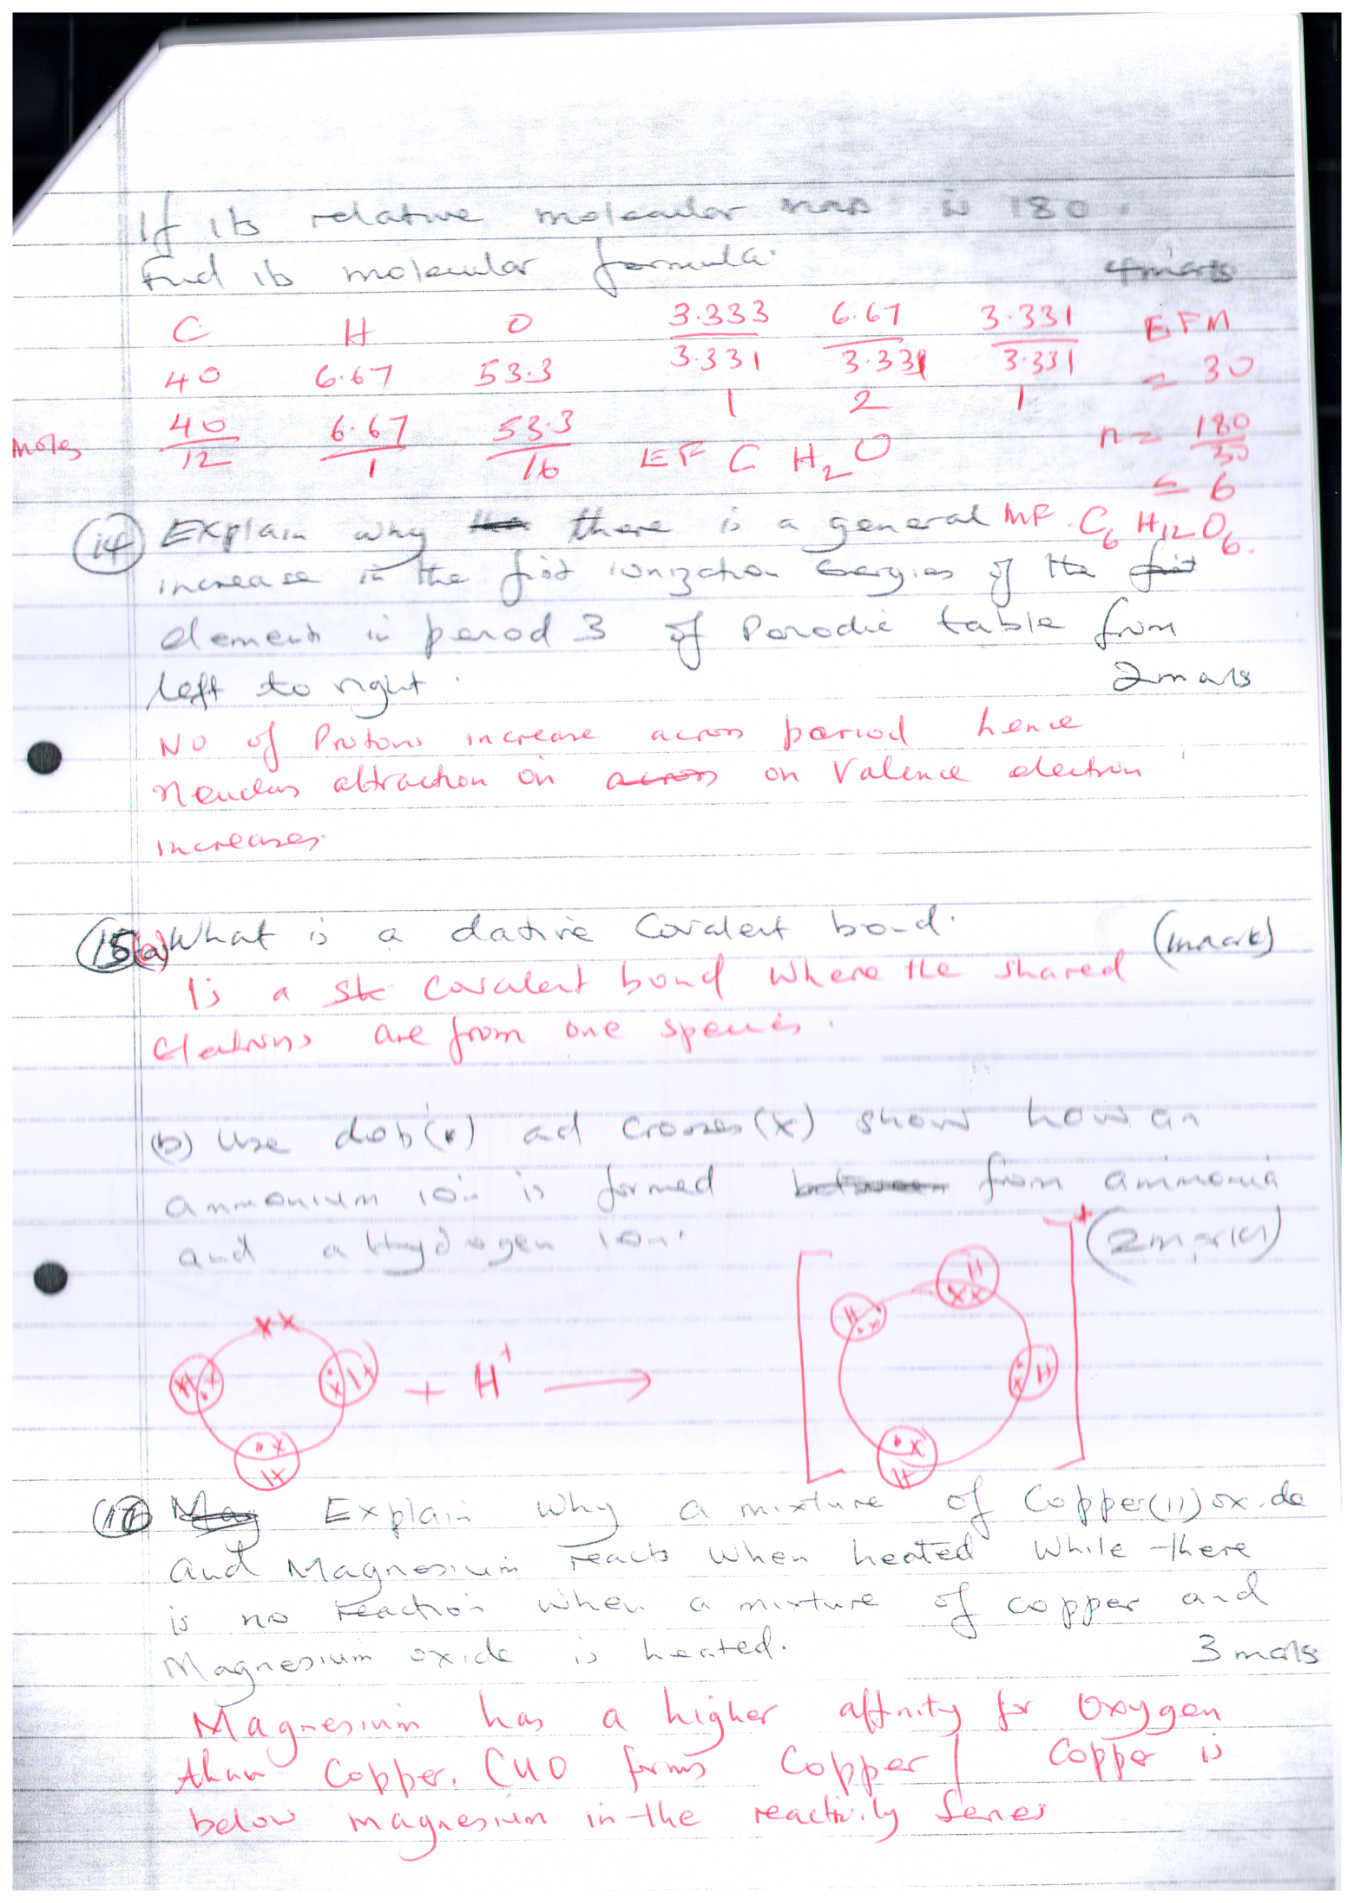 If its relative molecular mass is 180.
find its molecular formula. 4marks
C H O 3.333 6.67 3.331 EFM
40 6.67 53.3 3.331 3.331 3.331 = 30
1 2 1
Moles 40/12 6.67/1 53.3/16 EF C H2O n = 180/30
= 6
(14) Explain why the there is a general MF. C6 H12 O6.
increase in the first ionization energies of the first
element in period 3 of Periodic table from
left to right. 2marks
No of Protons increase across period hence
attraction on across on Valence electron
increases.
(15(a) What is a dative Covalent bond. (1mark)
Is a covalent bond where the shared
electrons are from one species.
(b) Use dots(•) and Crosses(x) show how an
ammonium ion is formed between from ammonia
and a Hydrogen ion. (2marks)
+
H
H
xx xx
H •x •x H + H+ → •x •x H
•x •x
H H
(16) Mag Explain why a mixture of Copper(II)oxide
and Magnesium reacts when heated while there
is no reaction when a mixture of copper and
Magnesium oxide is heated. 3 marks
Magnesium has a higher affinity for oxygen
than Copper. CUO forms Copper / Copper is
below magnesium in the reactivity series